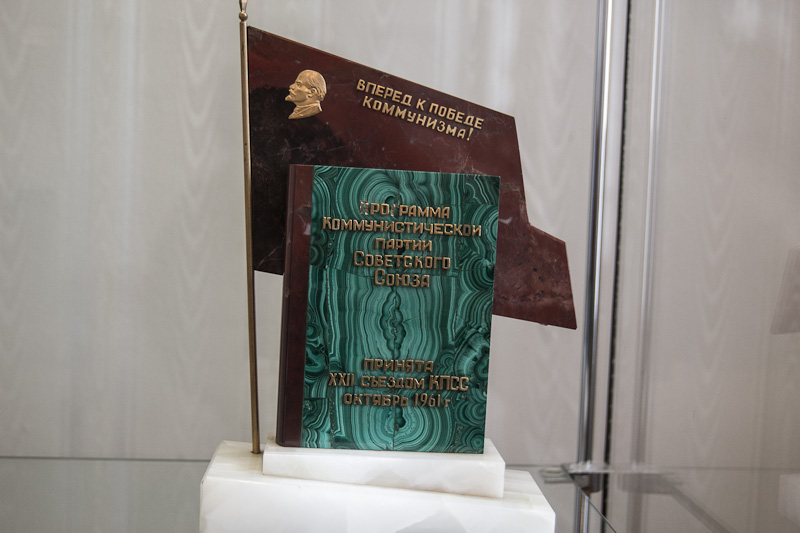 ВПЕРЕД К ПОБЕДЕ
КОММУНИЗМА!
ПРОГРАММА
КОММУНИСТИЧЕСКОЙ
ПАРТИИ
СОВЕТСКОГО
СОЮЗА
ПРИНЯТА
XXII СЪЕЗДОМ КПСС
ОКТЯБРЬ 1961 г